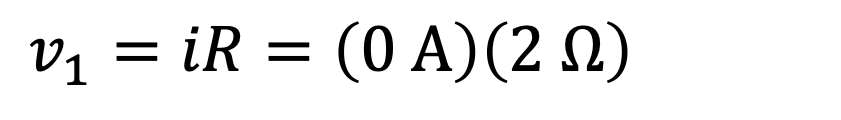 v₁ = iR = (0 A)(2 Ω)